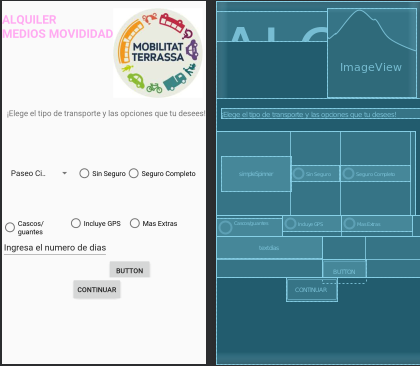 ALQUILER
MEDIOS MOVIDIDAD
MOBILITAT
TERRASSA
¡Elege el tipo de transporte y las opciones que tu desees!
Paseo Ci..
Sin Seguro
Seguro Completo
Cascos/
guantes
Incluye GPS
Mas Extras
Ingresa el numero de dias
BUTTON
CONTINUAR
ALQ
ImageView
¡Elege el tipo de transporte y las opciones que tu desees!
simpleSpinner
Sin Seguro
Seguro Completo
Cascos/guantes
Incluye GPS
Mas Extras
BUTTON
CONTINUAR